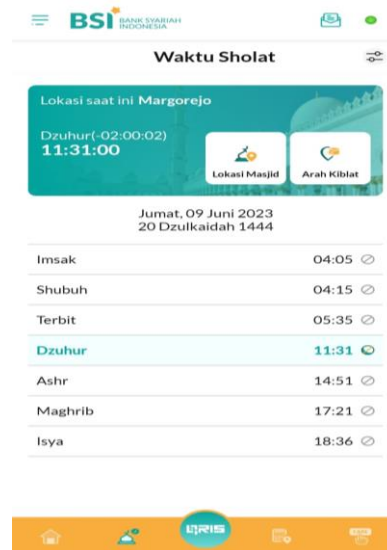 BSI BANK SYARIAH
INDONESIA
Waktu Sholat
Lokasi saat ini Margorejo
Dzuhur(-02:00:02)
11:31:00
Lokasi Masjid
Arah Kiblat
Jumat, 09 Juni 2023
20 Dzulkaidah 1444
Imsak 04:05
Shubuh 04:15
Terbit 05:35
Dzuhur 11:31
Ashr 14:51
Maghrib 17:21
Isya 18:36
QRIS